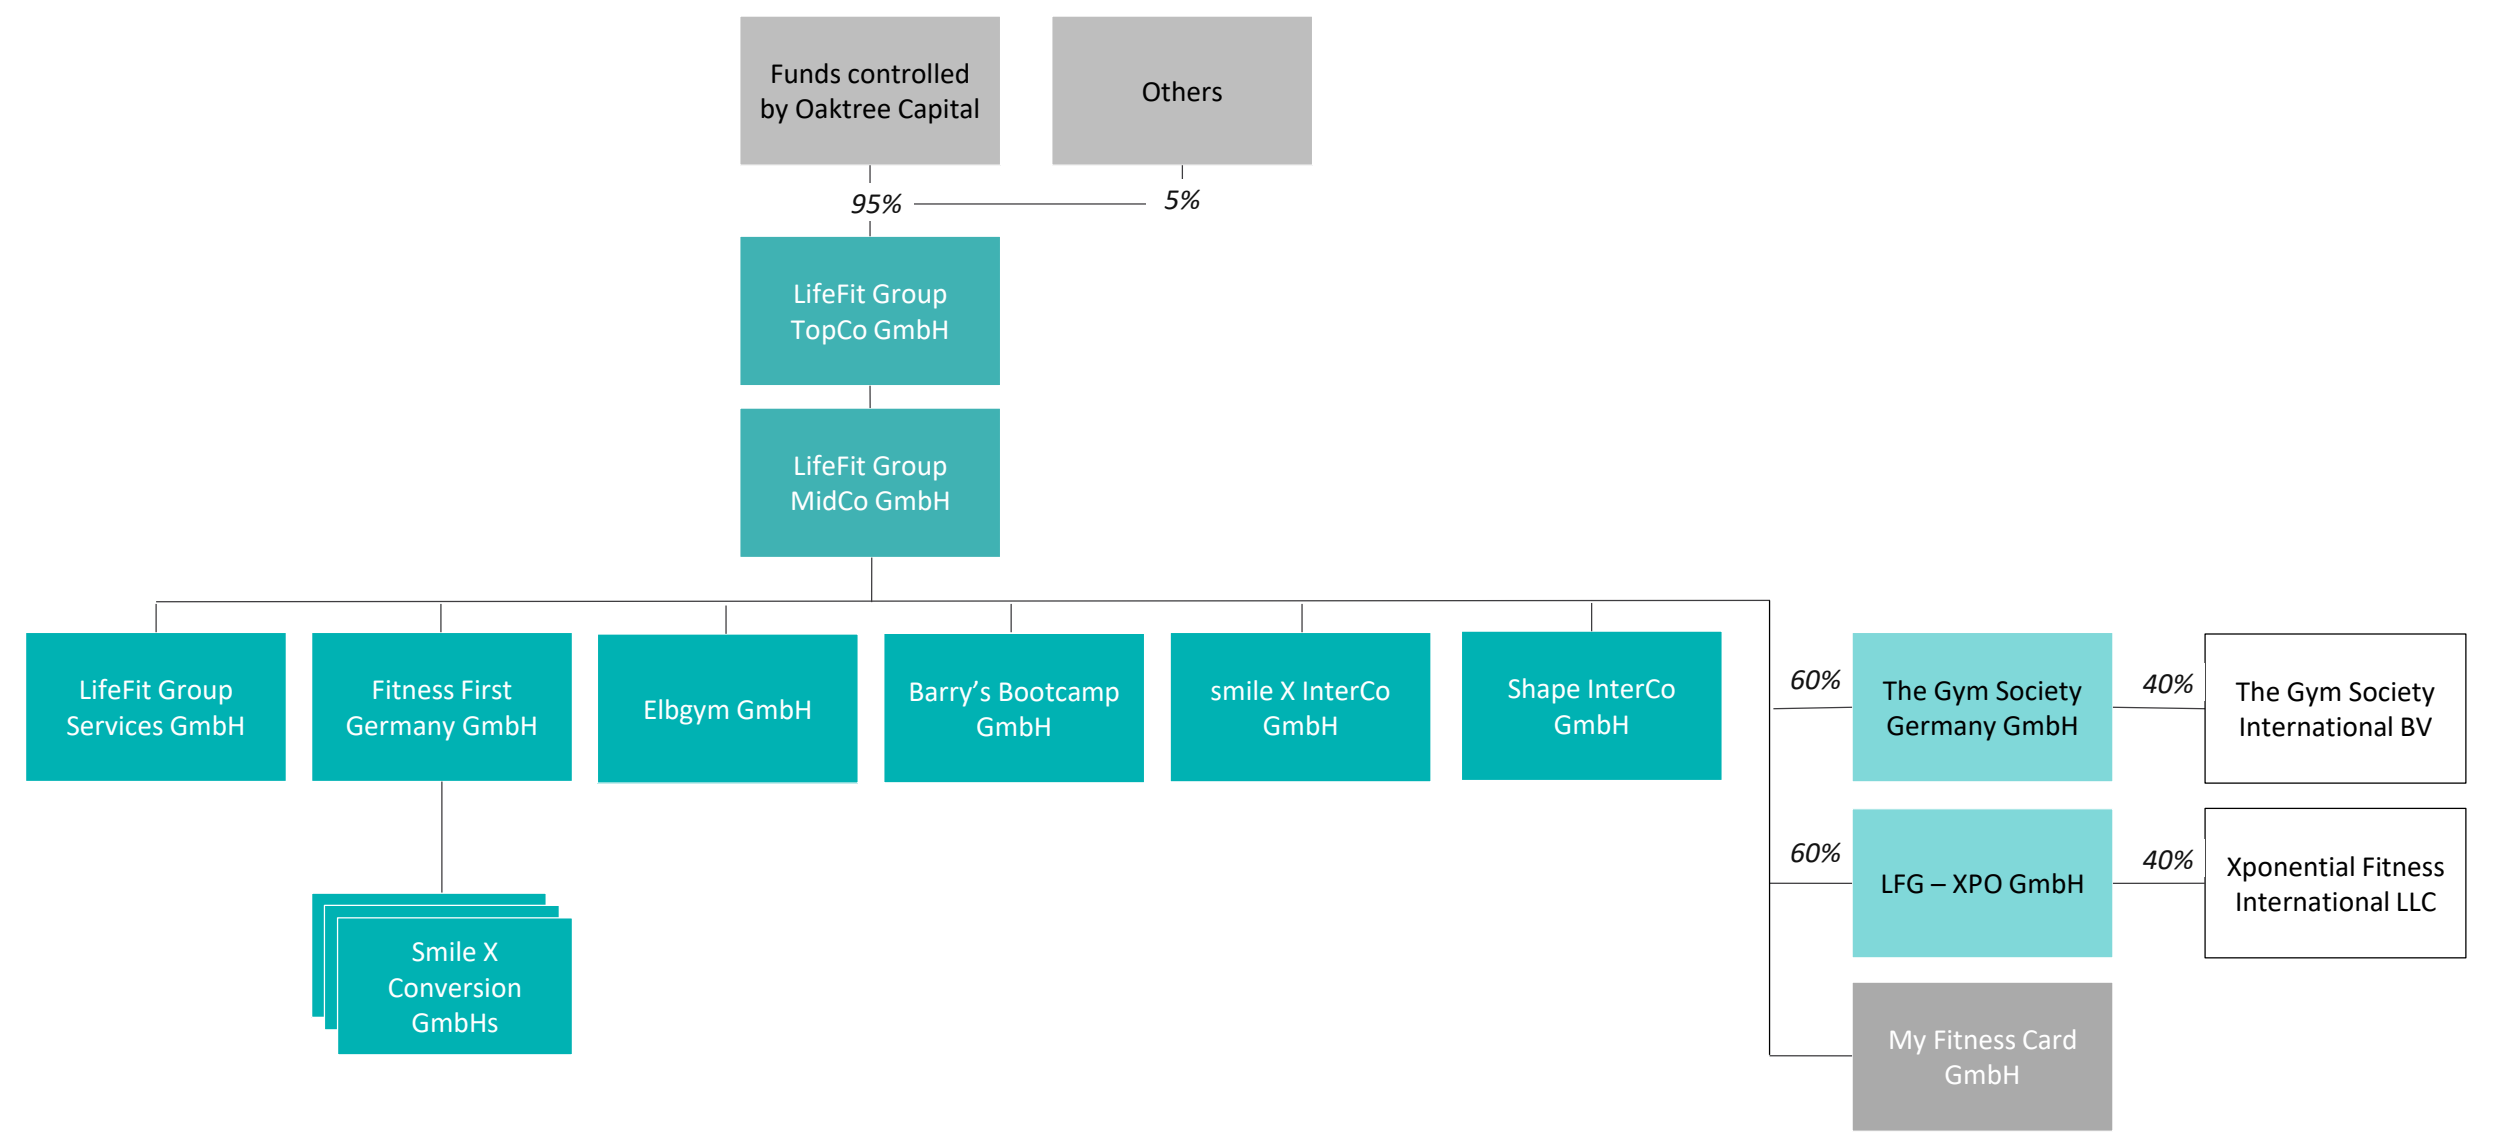 Funds controlled
by Oaktree Capital
Others
95%
5%
LifeFit Group
TopCo GmbH
LifeFit Group
MidCo GmbH
LifeFit Group
Services GmbH
Fitness First
Germany GmbH
Elbgym GmbH
Barry’s Bootcamp
GmbH
smile X InterCo
GmbH
Shape InterCo
GmbH
60%
The Gym Society
Germany GmbH
40%
The Gym Society
International BV
60%
LFG – XPO GmbH
40%
Xponential Fitness
International LLC
Smile X
Conversion
GmbHs
My Fitness Card
GmbH